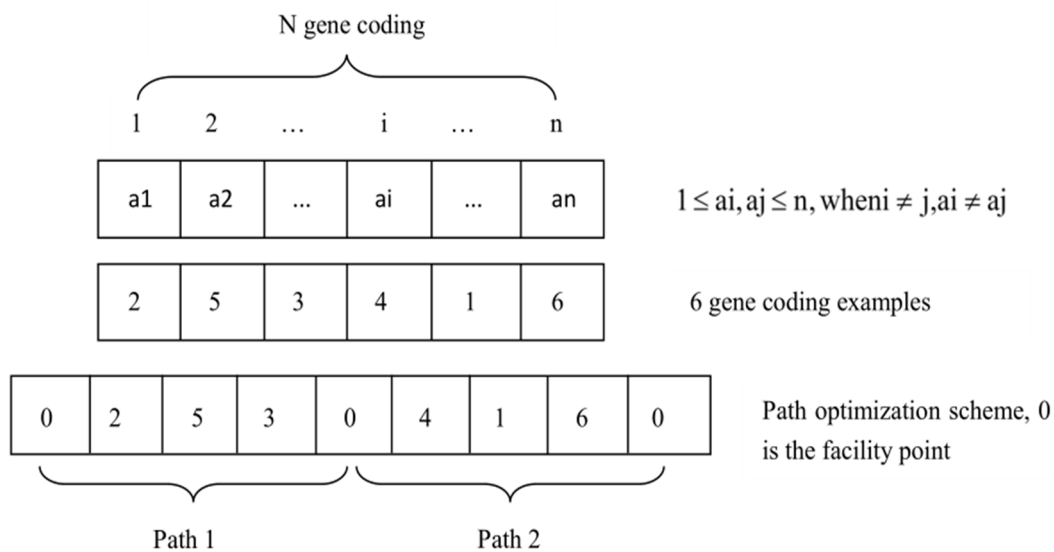 N gene coding
1 2 ... i ... n
a1 a2 ... ai ... an
1 ≤ ai, aj ≤ n, wheni ≠ j,ai ≠ aj
2 5 3 4 1 6
6 gene coding examples
0 2 5 3 0 4 1 6 0
Path optimization scheme, 0
is the facility point
Path 1
Path 2